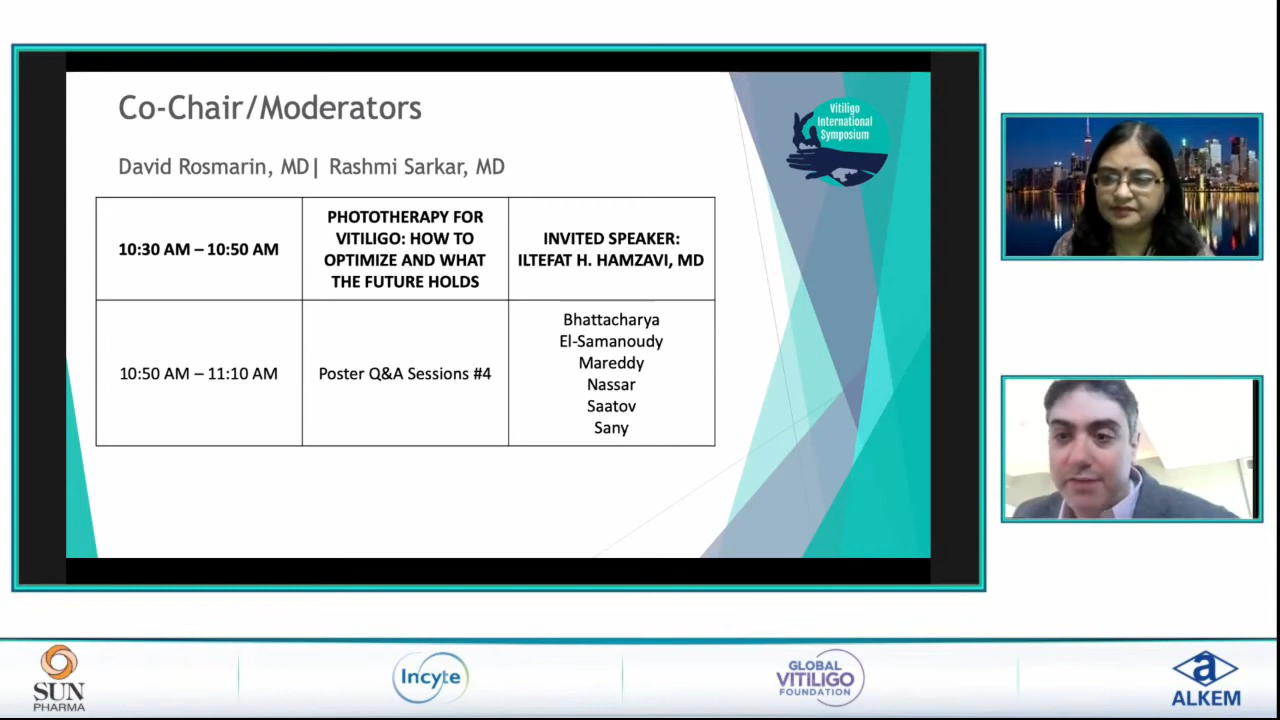 Co-Chair/Moderators
David Rosmarin, MD| Rashmi Sarkar, MD
Vitiligo
International
Symposium
10:30 AM – 10:50 AM
PHOTOTHERAPY FOR
VITILIGO: HOW TO
OPTIMIZE AND WHAT
THE FUTURE HOLDS
INVITED SPEAKER:
ILTEFAT H. HAMZAVI, MD
10:50 AM – 11:10 AM
Poster Q&A Sessions #4
Bhattacharya
El-Samanoudy
Mareddy
Nassar
Saatov
Sany
SUN
PHARMA
Incyte
GLOBAL
VITILIGO
FOUNDATION
a
ALKEM